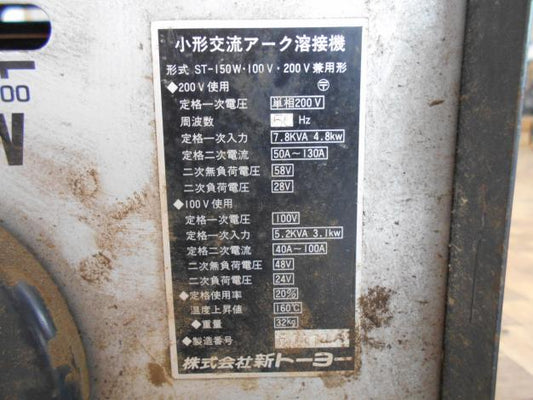 小形交流アーク溶接機
形式 ST-150W・100V・200V兼用形
◆200V使用 〒
定格一次電圧 単相200V
周波数 Hz
定格一次入力 7.8KVA 4.8kw
定格二次電流 50A～130A
二次無負荷電圧 58V
二次負荷電圧 28V
◆100V使用
定格一次電圧 100V
定格一次入力 5.2KVA 3.1kw
定格二次電流 40A～100A
二次無負荷電圧 48V
二次負荷電圧 24V
◆定格使用率 20%
温度上昇値 160℃
◆重量 32kg
◆製造番号
株式会社新トーヨー
00